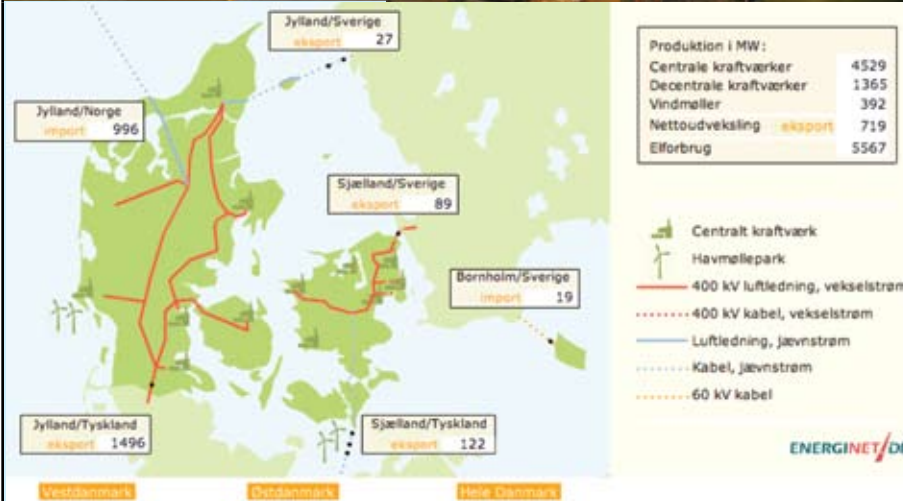 Jylland/Sverige
eksport 27
Jylland/Norge
import 996
Sjælland/Sverige
eksport 89
Bornholm/Sverige
import 19
Jylland/Tyskland
eksport 1496
Sjælland/Tyskland
eksport 122
Vestdanmark
Østdanmark
Hele Danmark
Produktion i MW:
Centrale kraftværker 4529
Decentrale kraftværker 1365
Vindmøller 392
Nettoudveksling eksport 719
Elforbrug 5567
Centralt kraftværk
Havmøllepark
400 kV luftledning, vekselstrøm
400 kV kabel, vekselstrøm
Luftledning, jævnstrøm
Kabel, jævnstrøm
60 kV kabel
ENERGINET/D